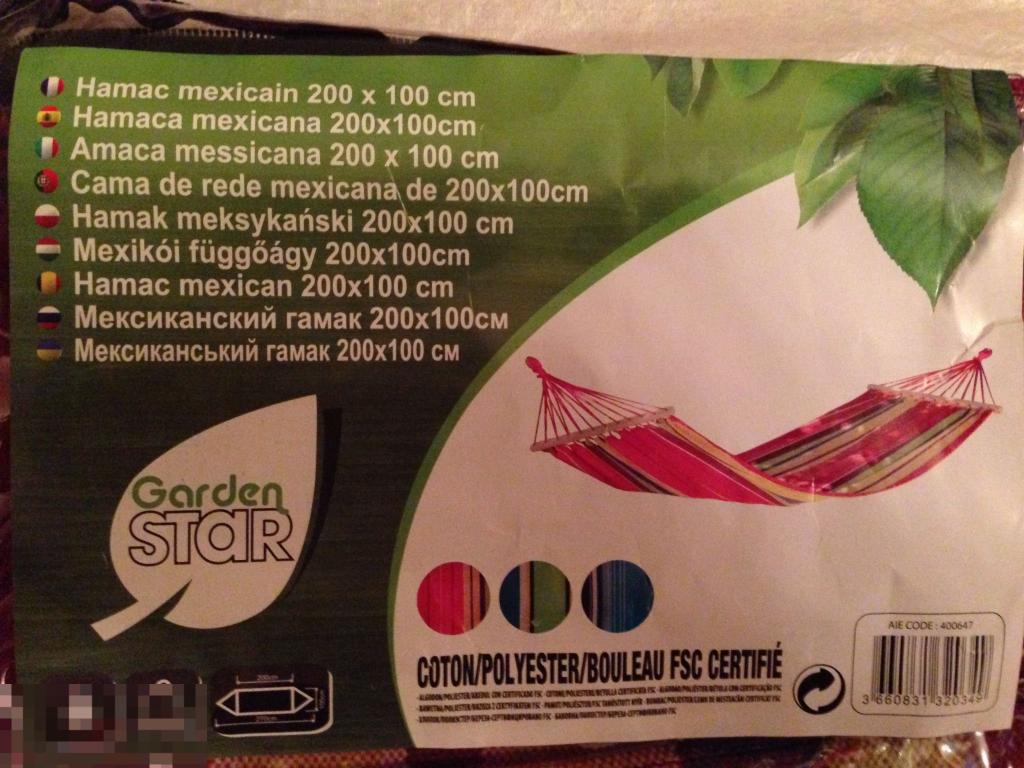 Hamac mexicain 200 x 100 cm
Hamaca mexicana 200x100cm
Amaca messicana 200 x 100 cm
Cama de rede mexicana de 200x100cm
Hamak meksykański 200x100 cm
Mexikói függőágy 200x100cm
Hamac mexican 200x100 cm
Мексиканский гамак 200x100см
Мексиканський гамак 200x100 см
Garden
STAR
COTON/POLYESTER/BOULEAU FSC CERTIFIÉ
AIE CODE : 400647
3 660831 320349
200cm